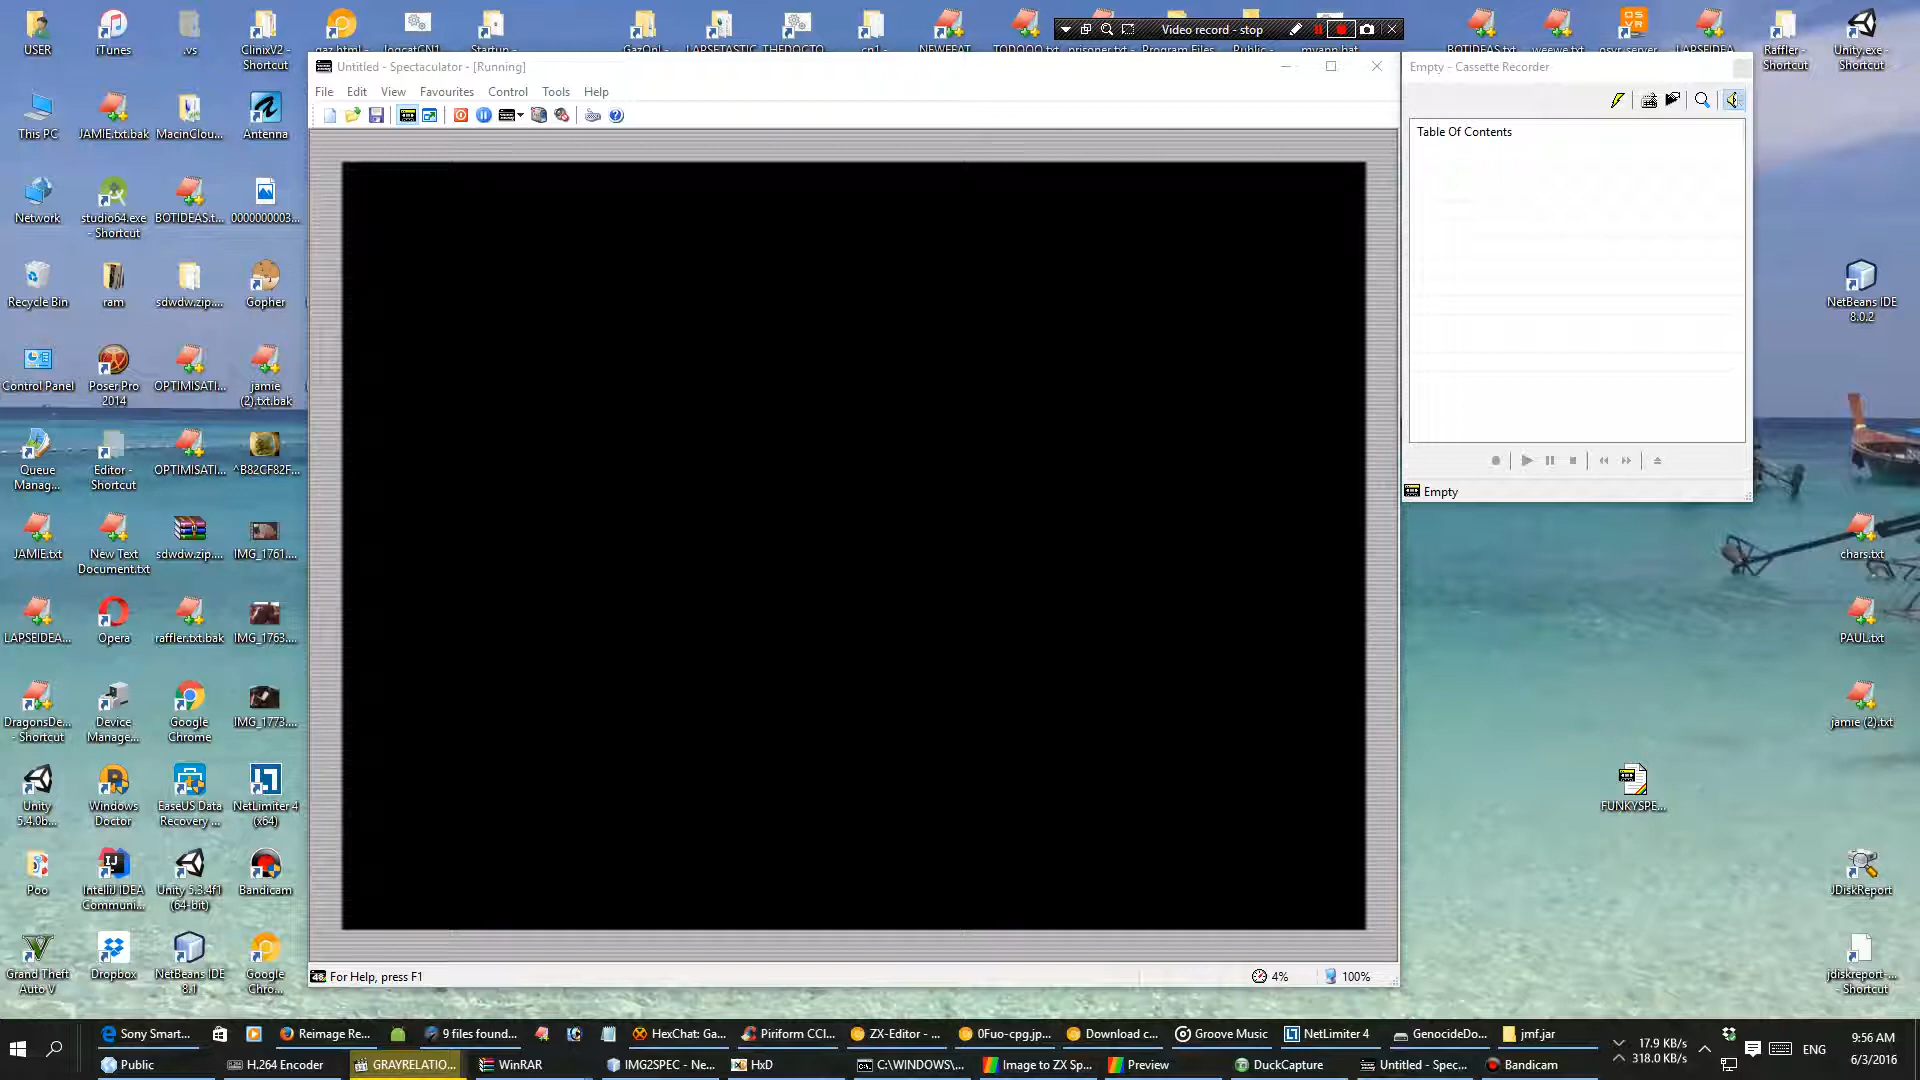 Video record - stop
USER
iTunes
.vs
ClinixV2 -
Shortcut
Raffler -
Shortcut
Unity.exe -
Shortcut
Untitled - Spectaculator - [Running]
File Edit View Favourites Control Tools Help
Empty - Cassette Recorder
Table Of Contents
Empty
This PC
JAMIE.txt.bak
MacinClou...
Antenna
Network
studio64.exe
- Shortcut
BOTIDEAS.t...
0000000003...
Recycle Bin
ram
sdwdw.zip....
Gopher
NetBeans IDE
8.0.2
Control Panel
Poser Pro
2014
OPTIMISATI...
jamie
(2).txt.bak
Queue
Manag...
Editor -
Shortcut
OPTIMISATI...
^B82CF82F...
JAMIE.txt
New Text
Document.txt
sdwdw.zip....
IMG_1761....
chars.txt
LAPSEIDEA...
Opera
raffler.txt.bak
IMG_1763....
PAUL.txt
DragonsDe...
- Shortcut
Device
Manage...
Google
Chrome
IMG_1773....
jamie (2).txt
Unity
5.4.0b...
Windows
Doctor
EaseUS Data
Recovery ...
NetLimiter 4
(x64)
FUNKYSPE...
Poo
IntelliJ IDEA
Communi...
Unity 5.3.4f1
(64-bit)
Bandicam
JDiskReport
Grand Theft
Auto V
Dropbox
NetBeans IDE
8.1
Google
Chro...
jdiskreport-...
- Shortcut
For Help, press F1
4%
100%
Sony Smart...
Reimage Re...
9 files found...
HexChat: Ga...
Piriform CCl...
ZX-Editor - ...
0Fuo-cpg.jp...
Download c...
Groove Music
NetLimiter 4
GenocideDo...
jmf.jar
Public
H.264 Encoder
GRAYRELATIO...
WinRAR
IMG2SPEC - Ne...
HxD
C:\WINDOWS\...
Image to ZX Sp...
Preview
DuckCapture
Untitled - Spec...
Bandicam
17.9 KB/s
318.0 KB/s
ENG
9:56 AM
6/3/2016